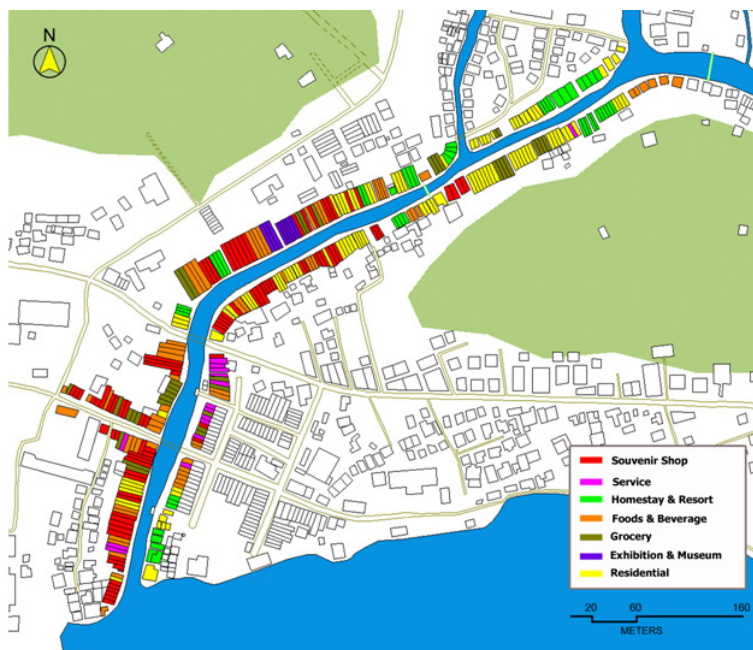 N
Souvenir Shop
Service
Homestay & Resort
Foods & Beverage
Grocery
Exhibition & Museum
Residential
20 60 160
METERS